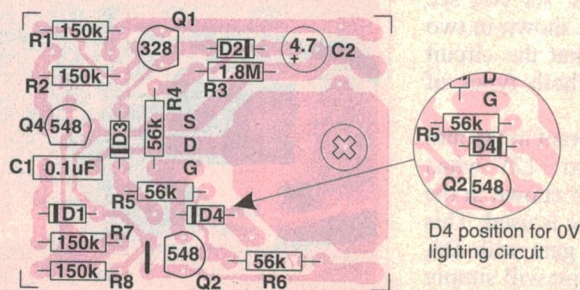 Q1
R1 150k
328
D2
4.7
+
C2
1.8M
R3
R2 150k
R4
56k
S
D
G
Q4 548
D3
C1 0.1uF
R5 56k
D1
D4
R7
150k
548
Q2
150k
R8
56k
R6
D
G
R5 56k
D4
Q2 548
D4 position for 0V
lighting circuit